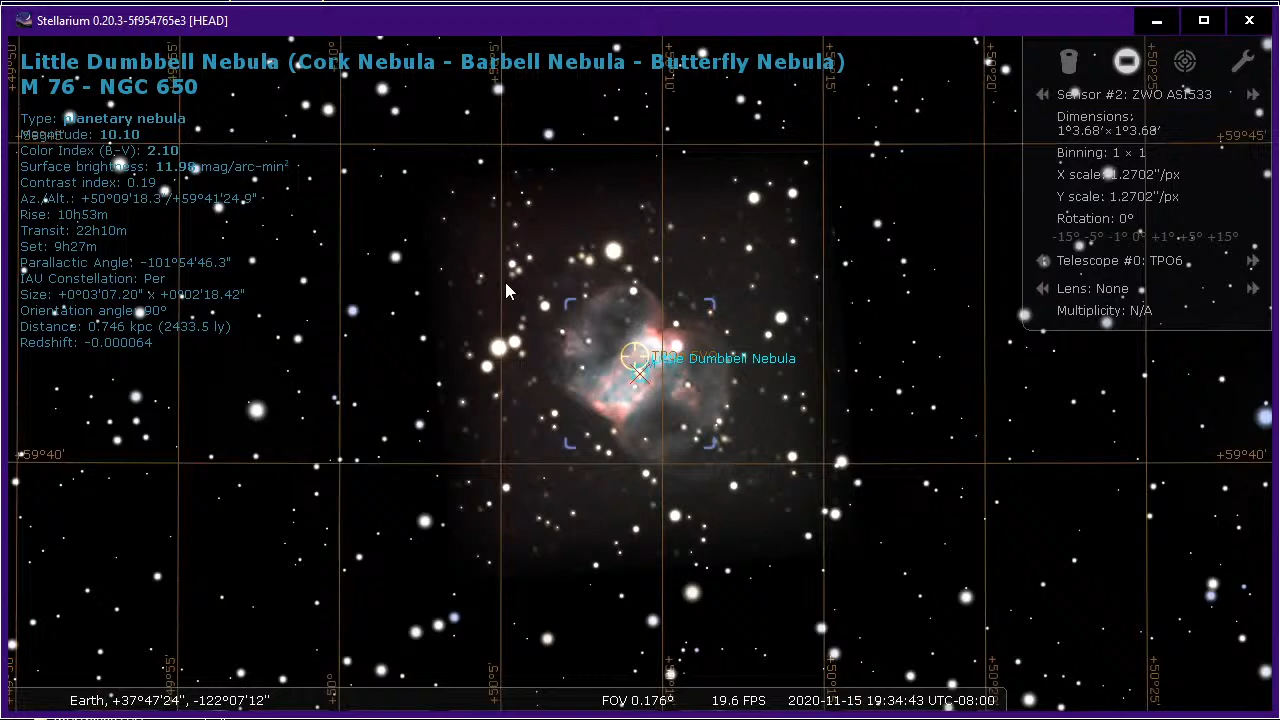 Stellarium 0.20.3-5f954765e3 [HEAD]
Little Dumbbell Nebula (Cork Nebula - Barbell Nebula - Butterfly Nebula)
M 76 - NGC 650
Type: planetary nebula
Magnitude: 10.10
Color Index (B-V): 2.10
Surface brightness: 11.98 mag/arc-min²
Contrast index: 0.19
Az./Alt.: +50°09'18.3"/+59°41'24.9"
Rise: 10h53m
Transit: 22h10m
Set: 9h27m
Parallactic Angle: -101°54'46.3"
IAU Constellation: Per
Size: +0°03'07.20" x +0°02'18.42"
Orientation angle: 90°
Distance: 0.746 kpc (2433.5 ly)
Redshift: -0.000064
Sensor #2: ZWO ASI533
Dimensions:
1°3.68'×1°3.68'
Binning: 1 × 1
X scale: 1.2702"/px
Y scale: 1.2702"/px
Rotation: 0°
-15° -5° -1° 0° +1° +5° +15°
Telescope #0: TPO6
Lens: None
Multiplicity: N/A
+59°45'
+50°20'
+50°25'
Little Dumbbell Nebula
+59°40'
+59°40'
+50°25'
Earth, +37°47'24", -122°07'12"
FOV 0.176°
19.6 FPS
2020-11-15 19:34:43 UTC-08:00